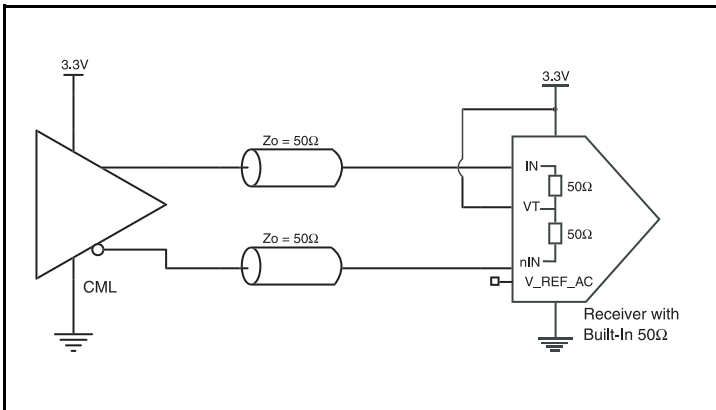 3.3V
3.3V
Zo = 50Ω
IN
50Ω
VT
50Ω
Zo = 50Ω
nIN
V_REF_AC
CML
Receiver with
Built-In 50Ω